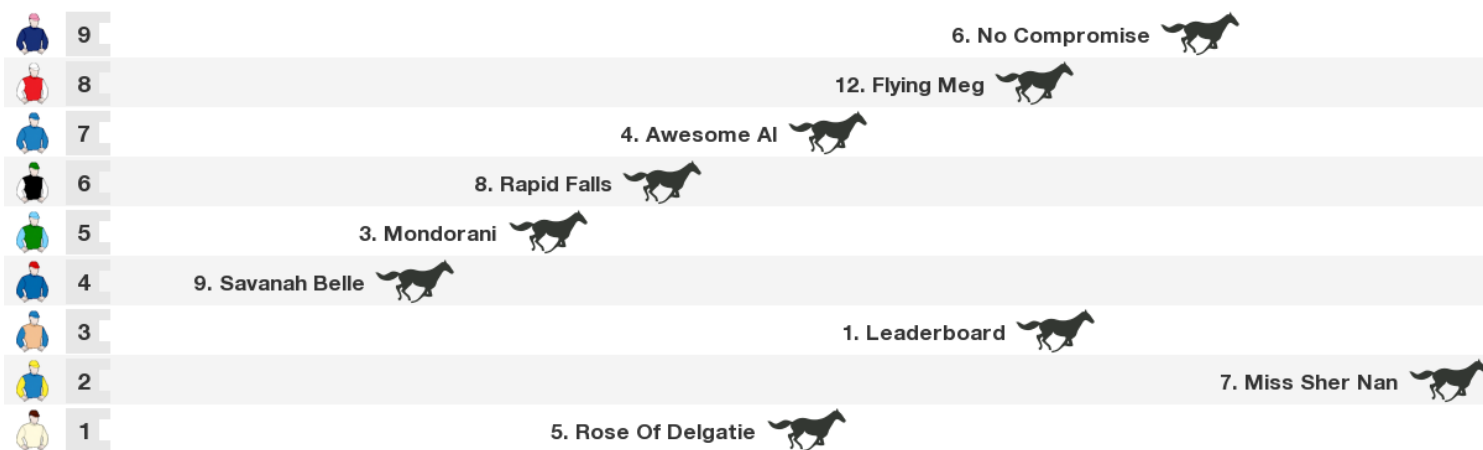 9 6. No Compromise
8 12. Flying Meg
7 4. Awesome Al
6 8. Rapid Falls
5 3. Mondorani
4 9. Savanah Belle
3 1. Leaderboard
2 7. Miss Sher Nan
1 5. Rose Of Delgatie